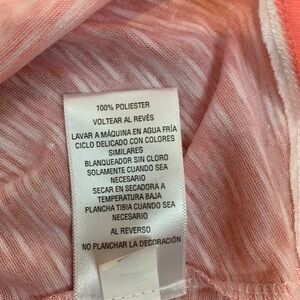 100% POLIESTER
VOLTEAR AL REVÉS
LAVAR A MÁQUINA EN AGUA FRÍA
CICLO DELICADO CON COLORES
SIMILARES
BLANQUEADOR SIN CLORO
SOLAMENTE CUANDO SEA
NECESARIO
SECAR EN SECADORA A
TEMPERATURA BAJA
PLANCHA TIBIA CUANDO SEA
NECESARIO
AL REVERSO
NO PLANCHAR LA DECORACIÓN